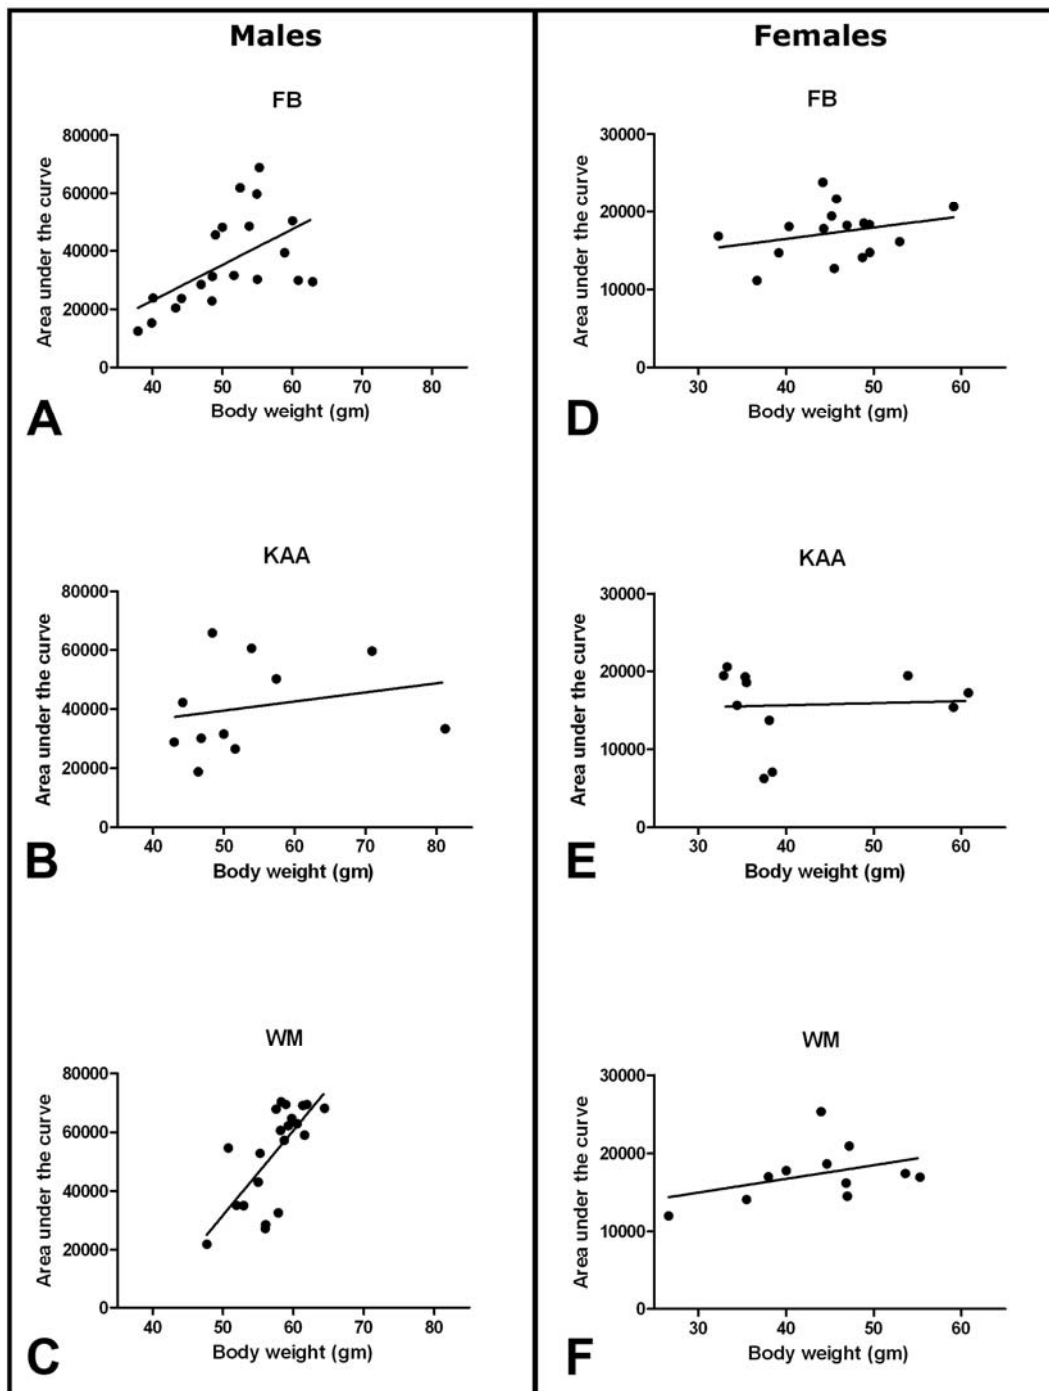 Males
FB
Area under the curve
80000
60000
40000
20000
0
40 50 60 70 80
Body weight (gm)
A
KAA
Area under the curve
80000
60000
40000
20000
0
40 50 60 70 80
Body weight (gm)
B
WM
Area under the curve
80000
60000
40000
20000
0
40 50 60 70 80
C
Females
FB
Area under the curve
30000
20000
10000
0
30 40 50 60
Body weight (gm)
D
KAA
Area under the curve
30000
20000
10000
0
30 40 50 60
Body weight (gm)
E
WM
Area under the curve
30000
20000
10000
0
30 40 50 60
Body weight (gm)
F